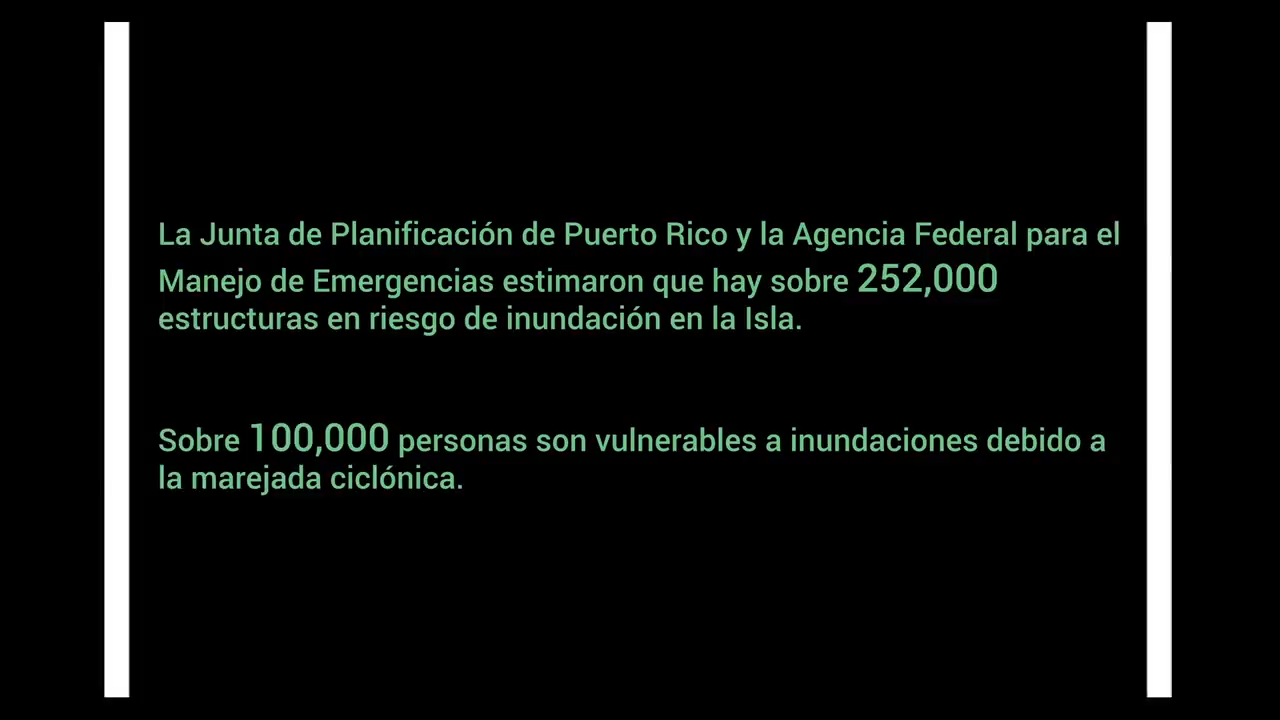 La Junta de Planificación de Puerto Rico y la Agencia Federal para el
Manejo de Emergencias estimaron que hay sobre 252,000
estructuras en riesgo de inundación en la Isla.
Sobre 100,000 personas son vulnerables a inundaciones debido a
la marejada ciclónica.